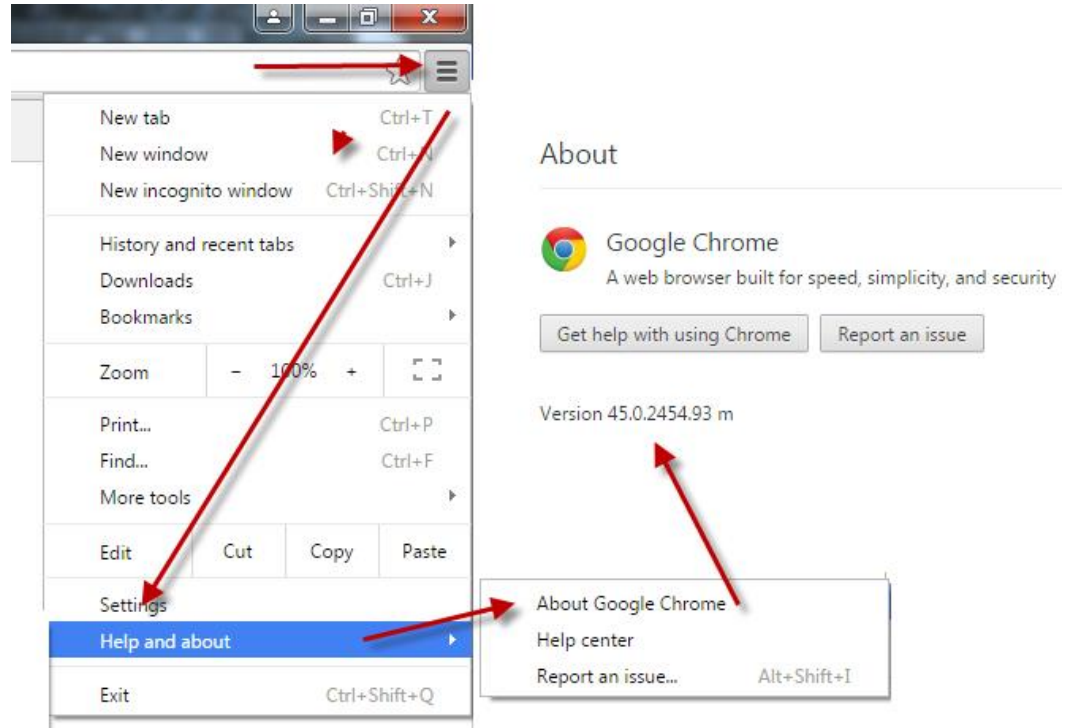 New tab Ctrl+T
New window Ctrl+N
New incognito window Ctrl+Shift+N
History and recent tabs
Downloads Ctrl+J
Bookmarks
Zoom − 100% +
Print... Ctrl+P
Find... Ctrl+F
More tools
Edit Cut Copy Paste
Settings
Help and about
Exit Ctrl+Shift+Q
About Google Chrome
Help center
Report an issue... Alt+Shift+I
About
Google Chrome
A web browser built for speed, simplicity, and security
Get help with using Chrome Report an issue
Version 45.0.2454.93 m